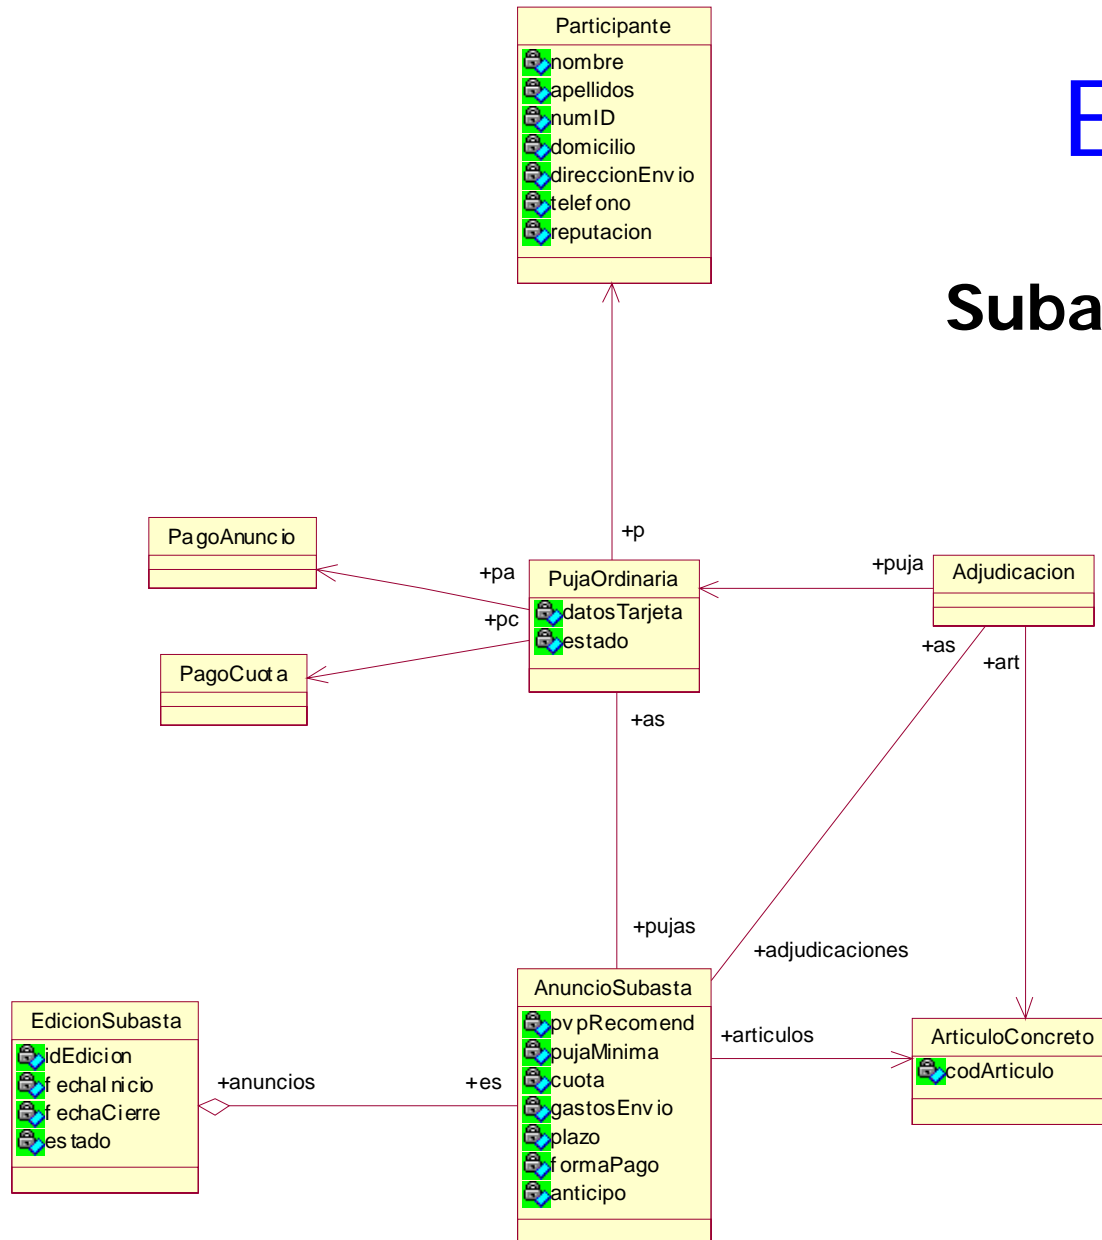 Participante
nombre
apellidos
numID
domicilio
direccionEnvio
telefono
reputacion
E
Suba
+p
PagoAnuncio
+pa
PujaOrdinaria
datosTarjeta
estado
+puja
Adjudicacion
+pc
PagoCuota
+as
+art
+as
+pujas
+adjudicaciones
EdicionSubasta
idEdicion
fechaInicio
fechaCierre
estado
+anuncios
+es
AnuncioSubasta
pvpRecomend
pujaMinima
cuota
gastosEnvio
plazo
formaPago
anticipo
+articulos
ArticuloConcreto
codArticulo